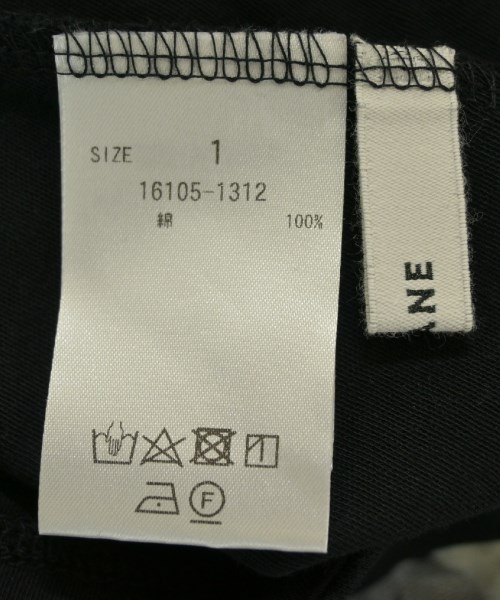 SIZE 1
16105-1312
綿 100%
F
ANE